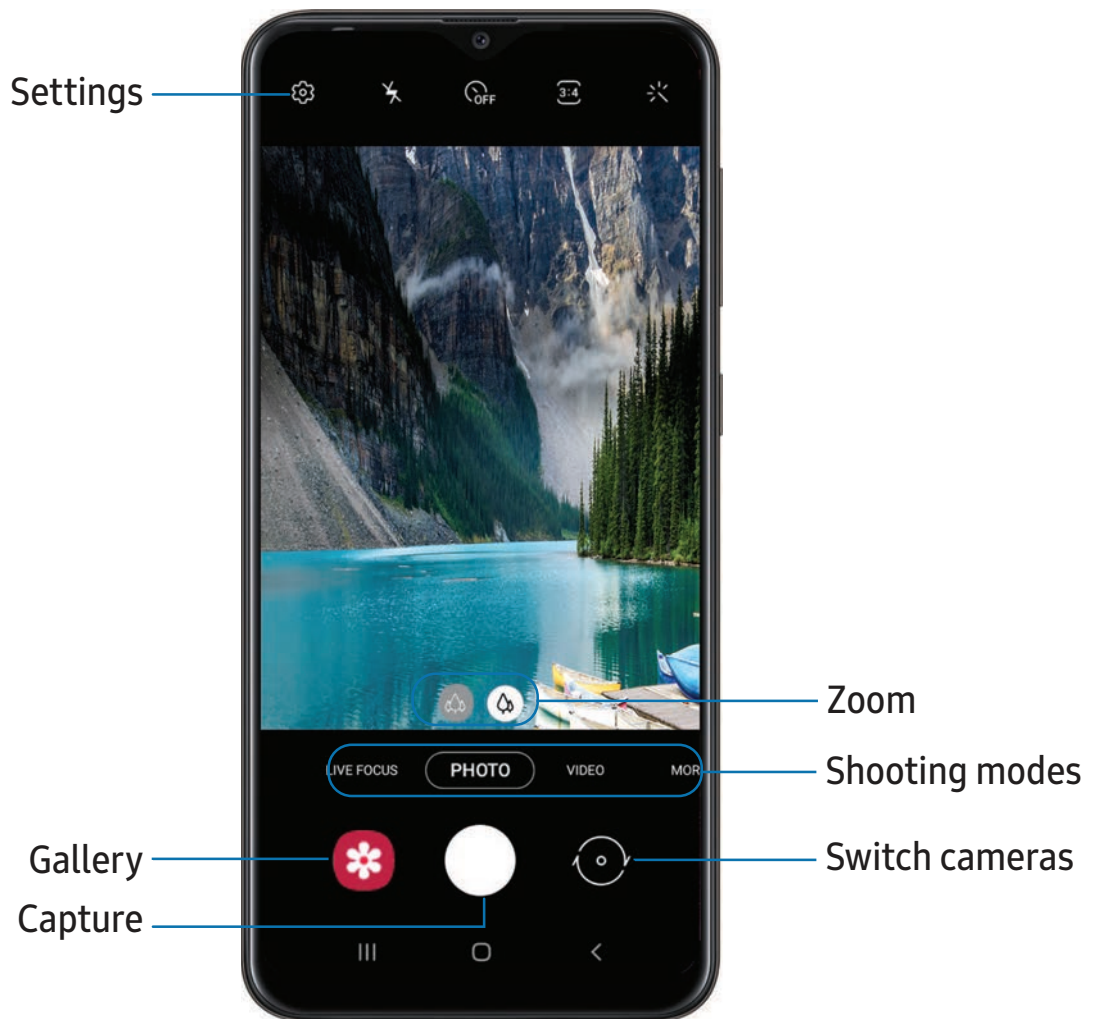 Settings
OFF
3:4
Zoom
LIVE FOCUS PHOTO VIDEO MOR
Shooting modes
Gallery
Switch cameras
Capture